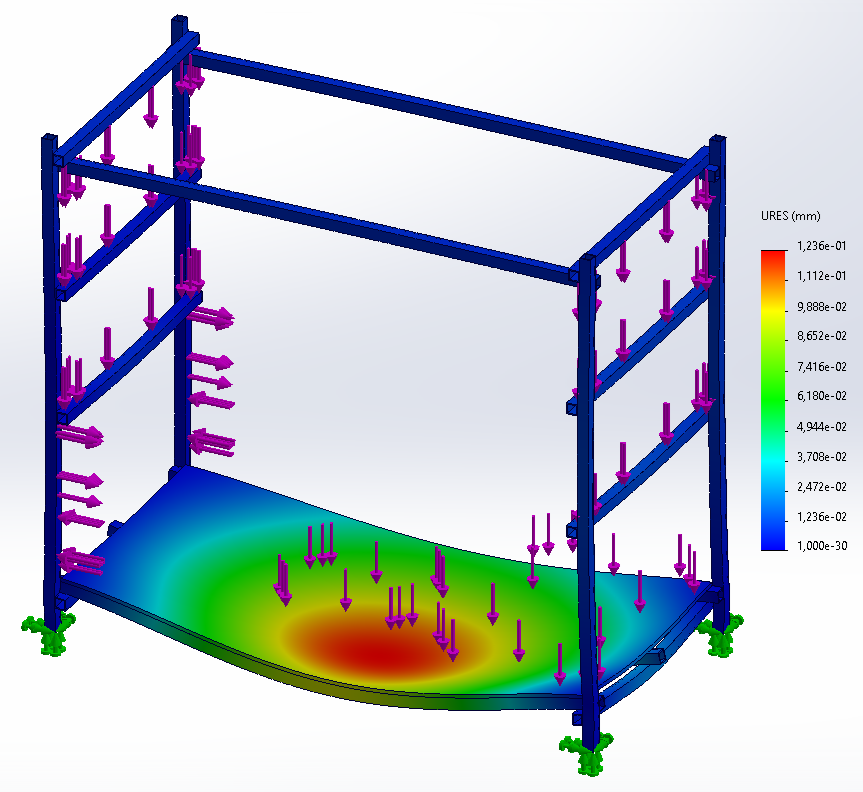 URES (mm)
1,236e-01
1,112e-01
9,888e-02
8,652e-02
7,416e-02
6,180e-02
4,944e-02
3,708e-02
2,472e-02
1,236e-02
1,000e-30